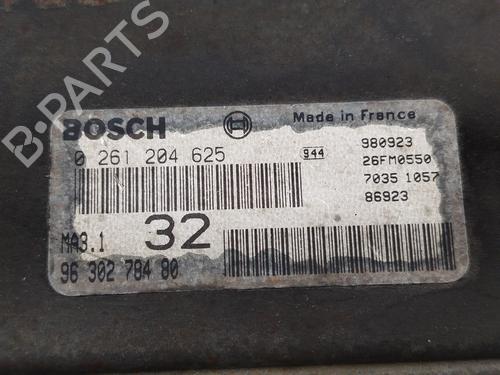 B-PARTS
BOSCH
Made in France
0 261 204 625
944
980923
26FM0550
7035 1057
86923
MA3.1
32
96 302 784 80